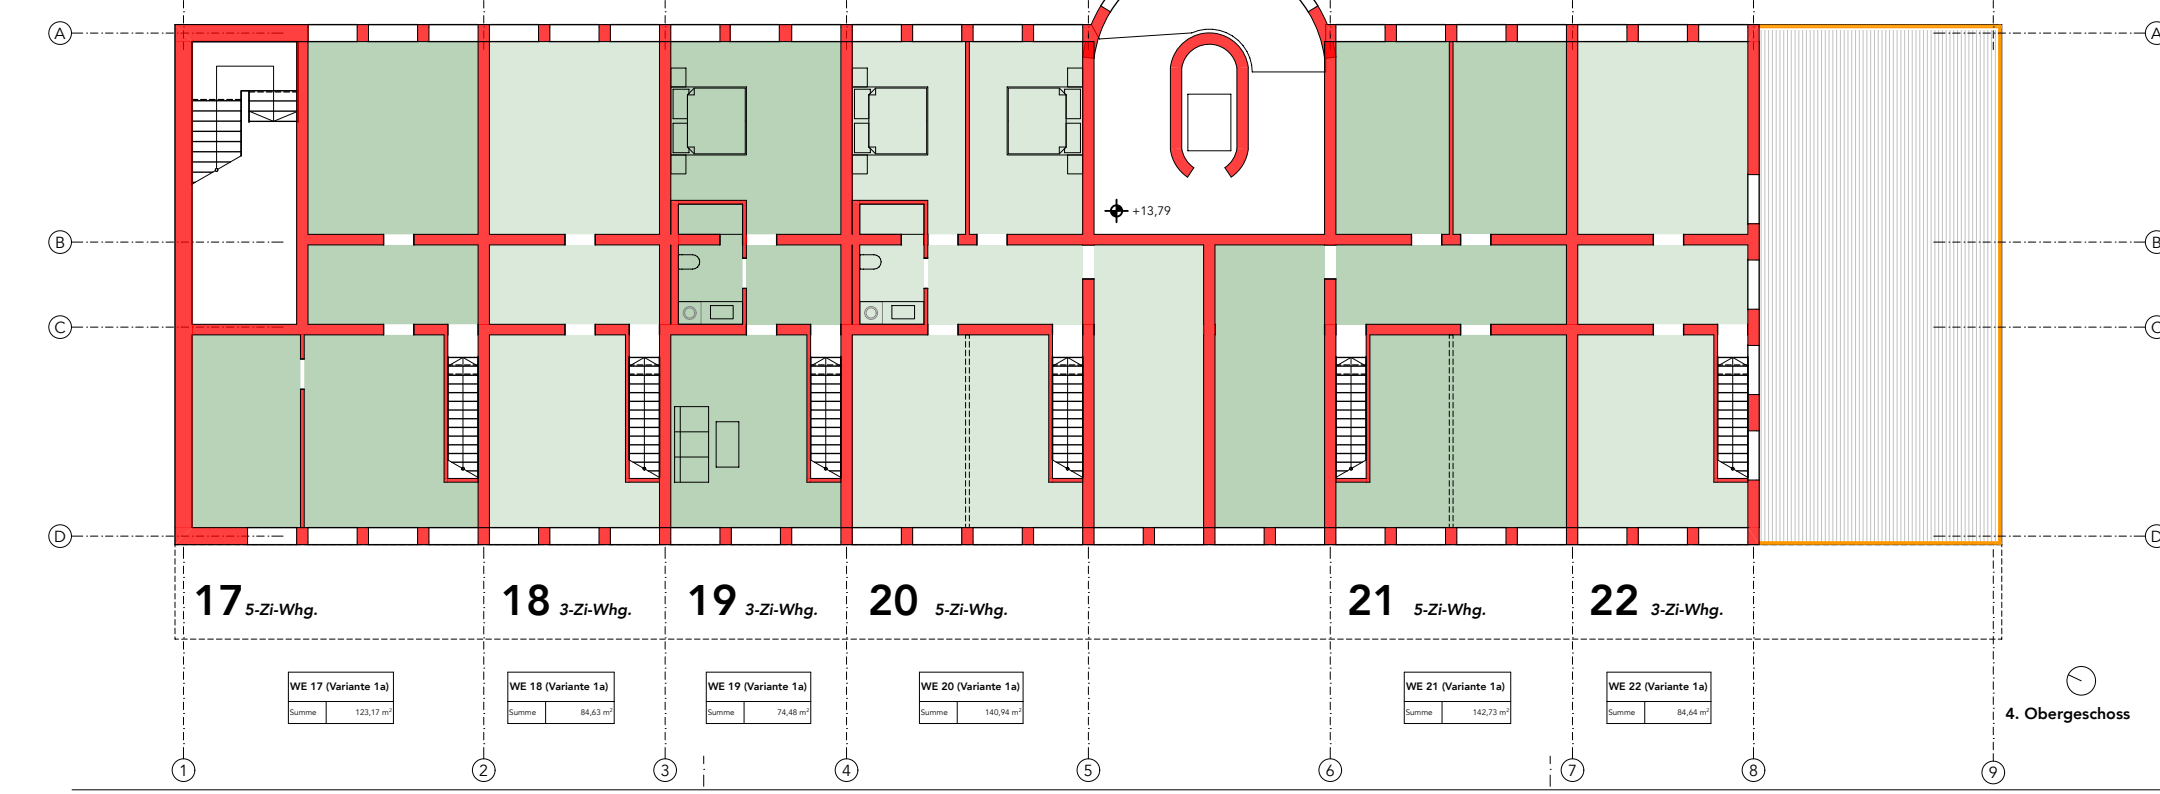 A
A
B
+13,79
B
C
C
D
D
17 5-Zi-Whg.
18 3-Zi-Whg.
19 3-Zi-Whg.
20 5-Zi-Whg.
21 5-Zi-Whg.
22 3-Zi-Whg.
WE 17 (Variante 1a)
Summe 123,17 m²
WE 18 (Variante 1a)
Summe 84,63 m²
WE 19 (Variante 1a)
Summe 74,48 m²
WE 20 (Variante 1a)
Summe 140,94 m²
WE 21 (Variante 1a)
Summe 142,73 m²
WE 22 (Variante 1a)
Summe 84,64 m²
4. Obergeschoss
1
2
3
4
5
6
7
8
9